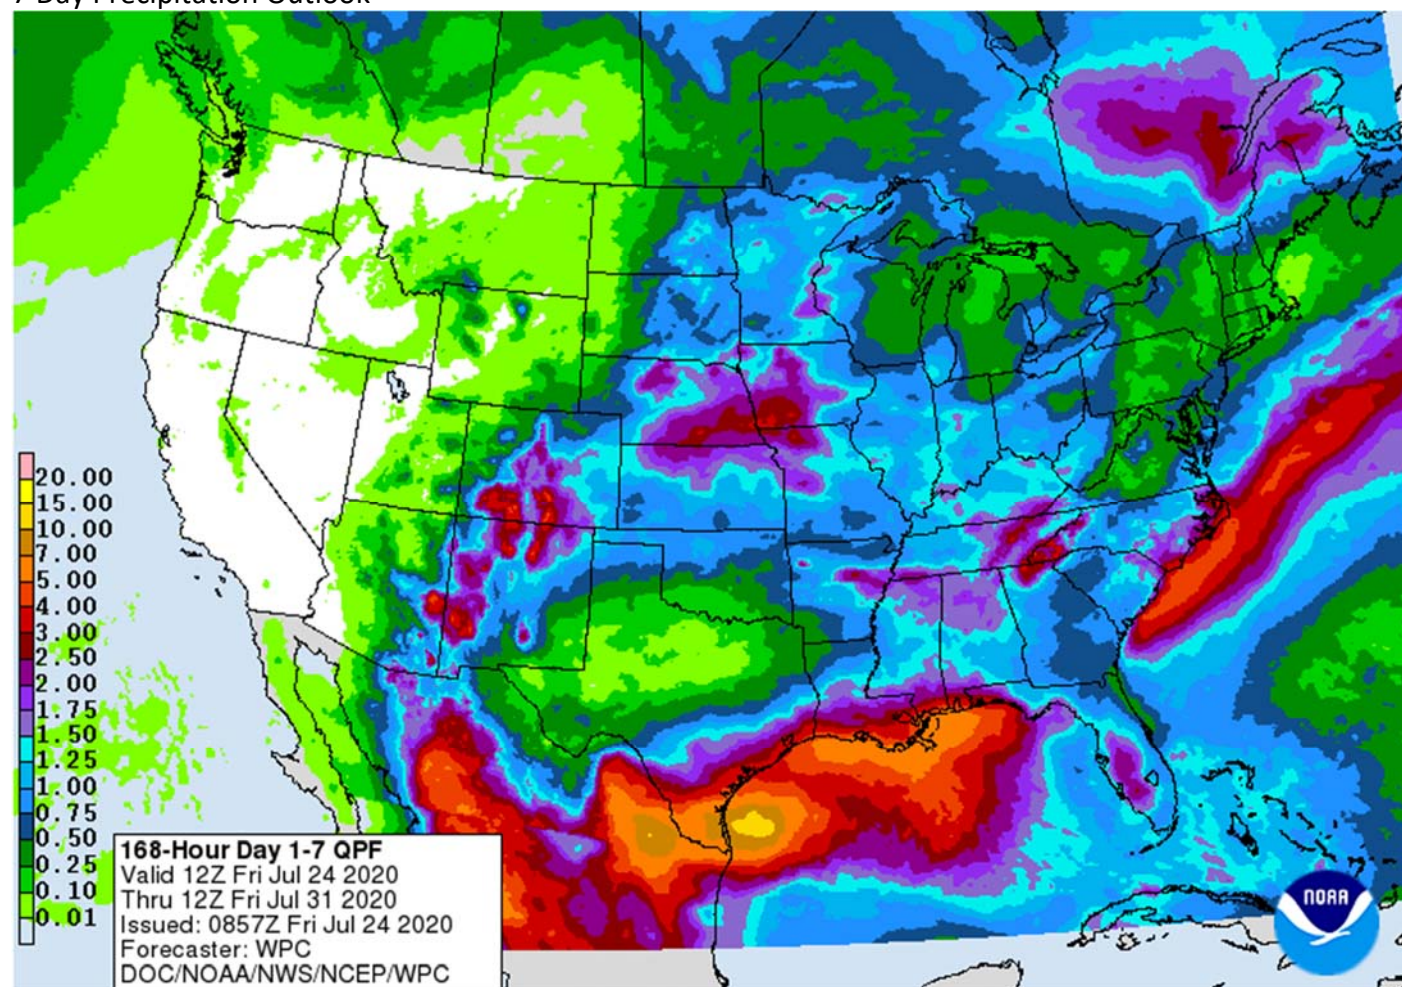 7 Day Precipitation Outlook
20.00
15.00
10.00
7.00
5.00
4.00
3.00
2.50
2.00
1.75
1.50
1.25
1.00
0.75
0.50
0.25
0.10
0.01
168-Hour Day 1-7 QPF
Valid 12Z Fri Jul 24 2020
Thru 12Z Fri Jul 31 2020
Issued: 0857Z Fri Jul 24 2020
Forecaster: WPC
DOC/NOAA/NWS/NCEP/WPC
NOAA